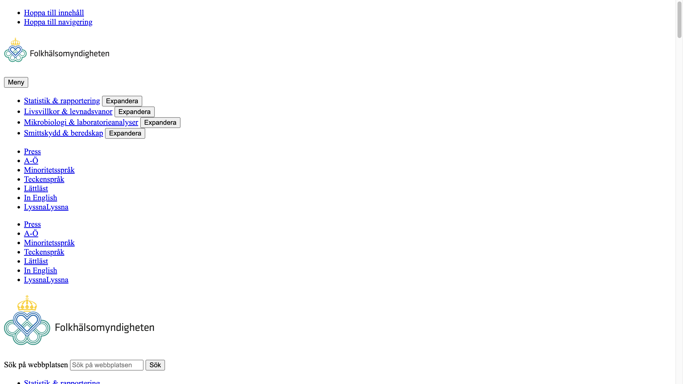 Hoppa till innehåll
Hoppa till navigering
Folkhälsomyndigheten
Meny
Statistik & rapportering Expandera
Livsvillkor & levnadsvanor Expandera
Mikrobiologi & laboratorieanalyser Expandera
Smittskydd & beredskap Expandera
Press
A-Ö
Minoritetsspråk
Teckenspråk
Lättläst
In English
LyssnaLyssna
Press
A-Ö
Minoritetsspråk
Teckenspråk
Lättläst
In English
LyssnaLyssna
Folkhälsomyndigheten
Sök på webbplatsen Sök på webbplatsen Sök
Statistik & rapportering